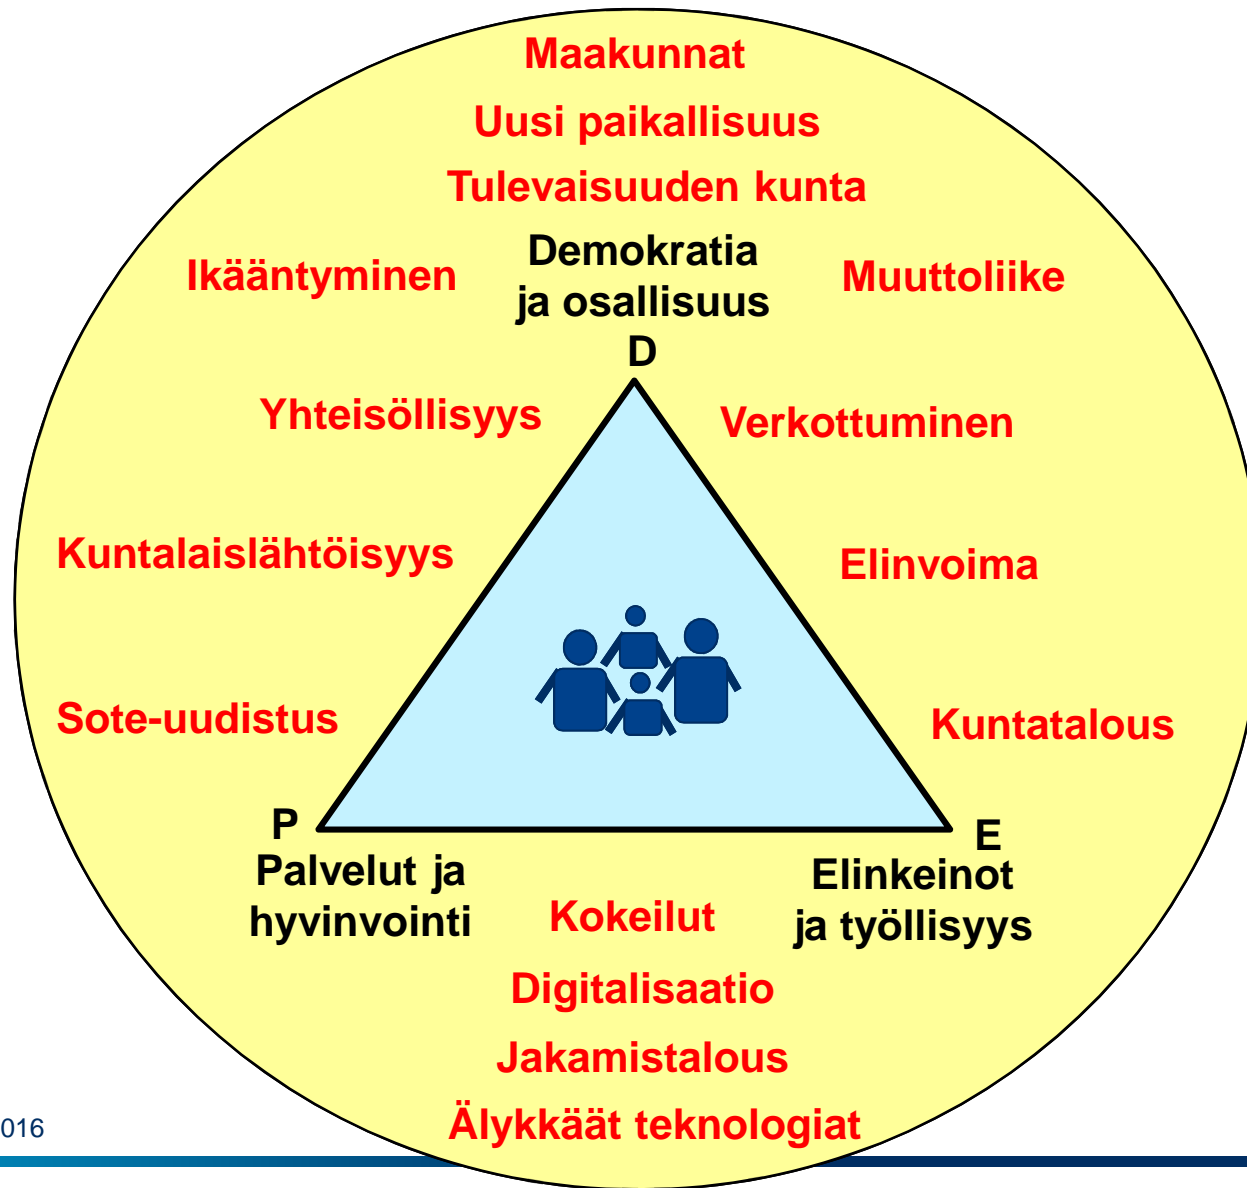 Maakunnat
Uusi paikallisuus
Tulevaisuuden kunta
Demokratia
ja osallisuus
D
Ikääntyminen
Muuttoliike
Yhteisöllisyys
Verkottuminen
Kuntalaislähtöisyys
Elinvoima
Sote-uudistus
Kuntatalous
P
Palvelut ja
hyvinvointi
E
Elinkeinot
ja työllisyys
Kokeilut
Digitalisaatio
Jakamistalous
Älykkäät teknologiat
016